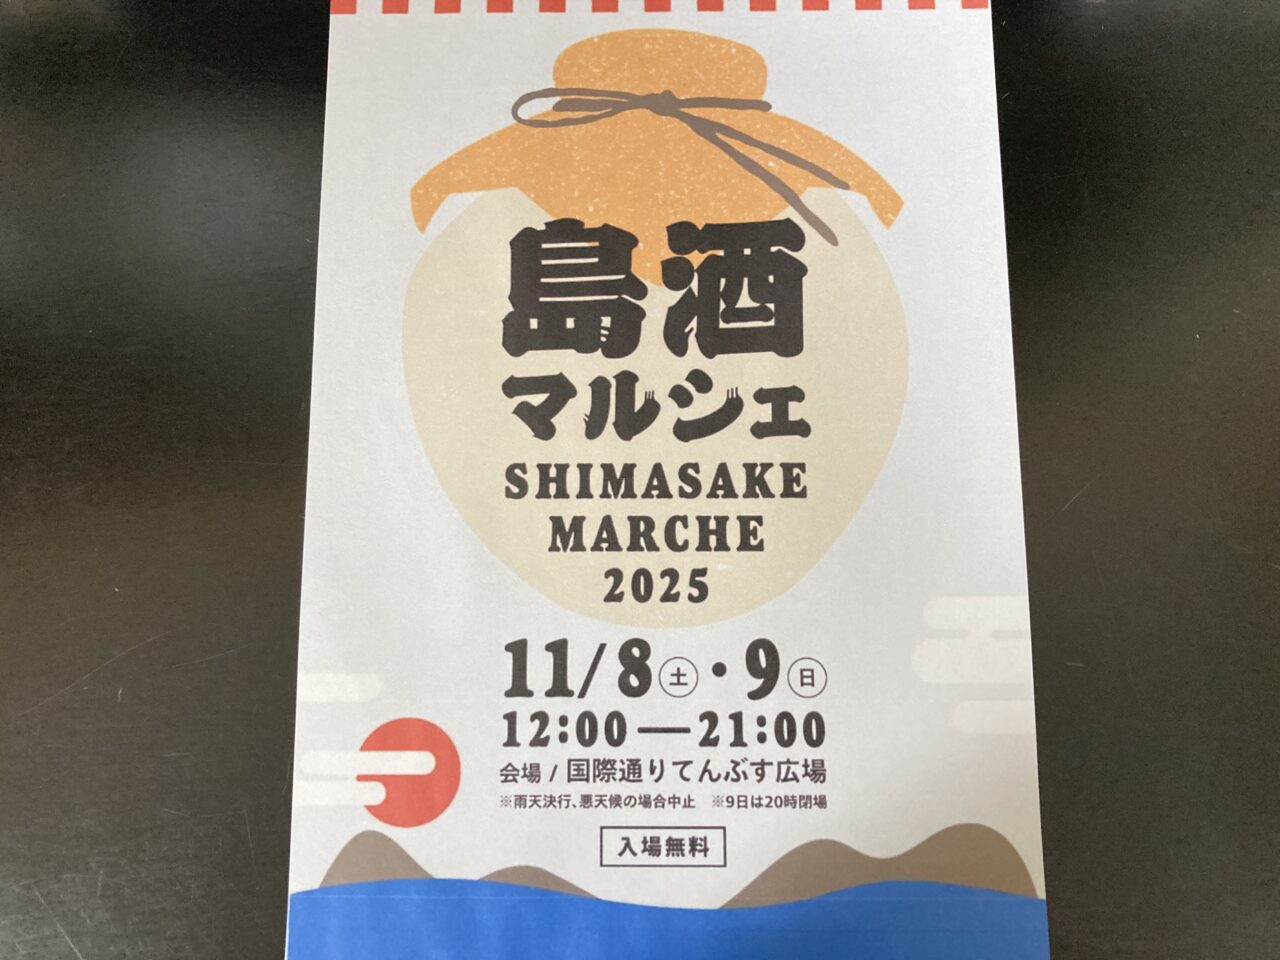 島酒
マルシェ
SHIMASAKE
MARCHE
2025
11/8㊏・9㊐
12:00—21:00
会場 / 国際通りてんぶす広場
※雨天決行、悪天候の場合中止　※9日は20時閉場
入場無料